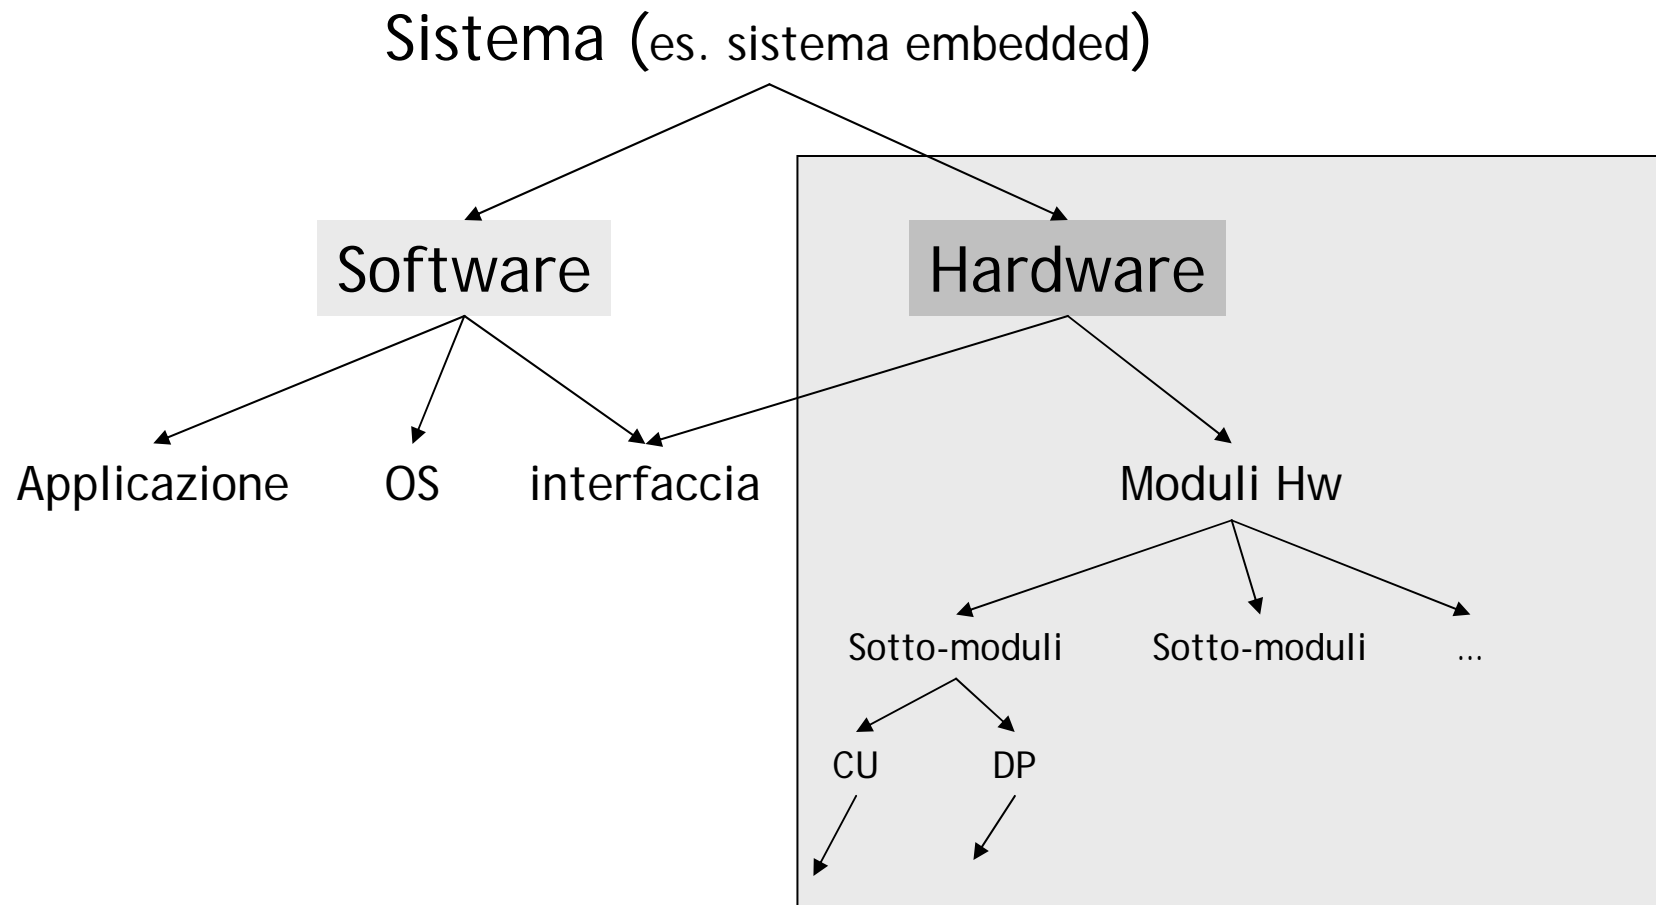 Sistema (es. sistema embedded)
Software
Hardware
Applicazione
OS
interfaccia
Moduli Hw
Sotto-moduli
Sotto-moduli
...
CU
DP